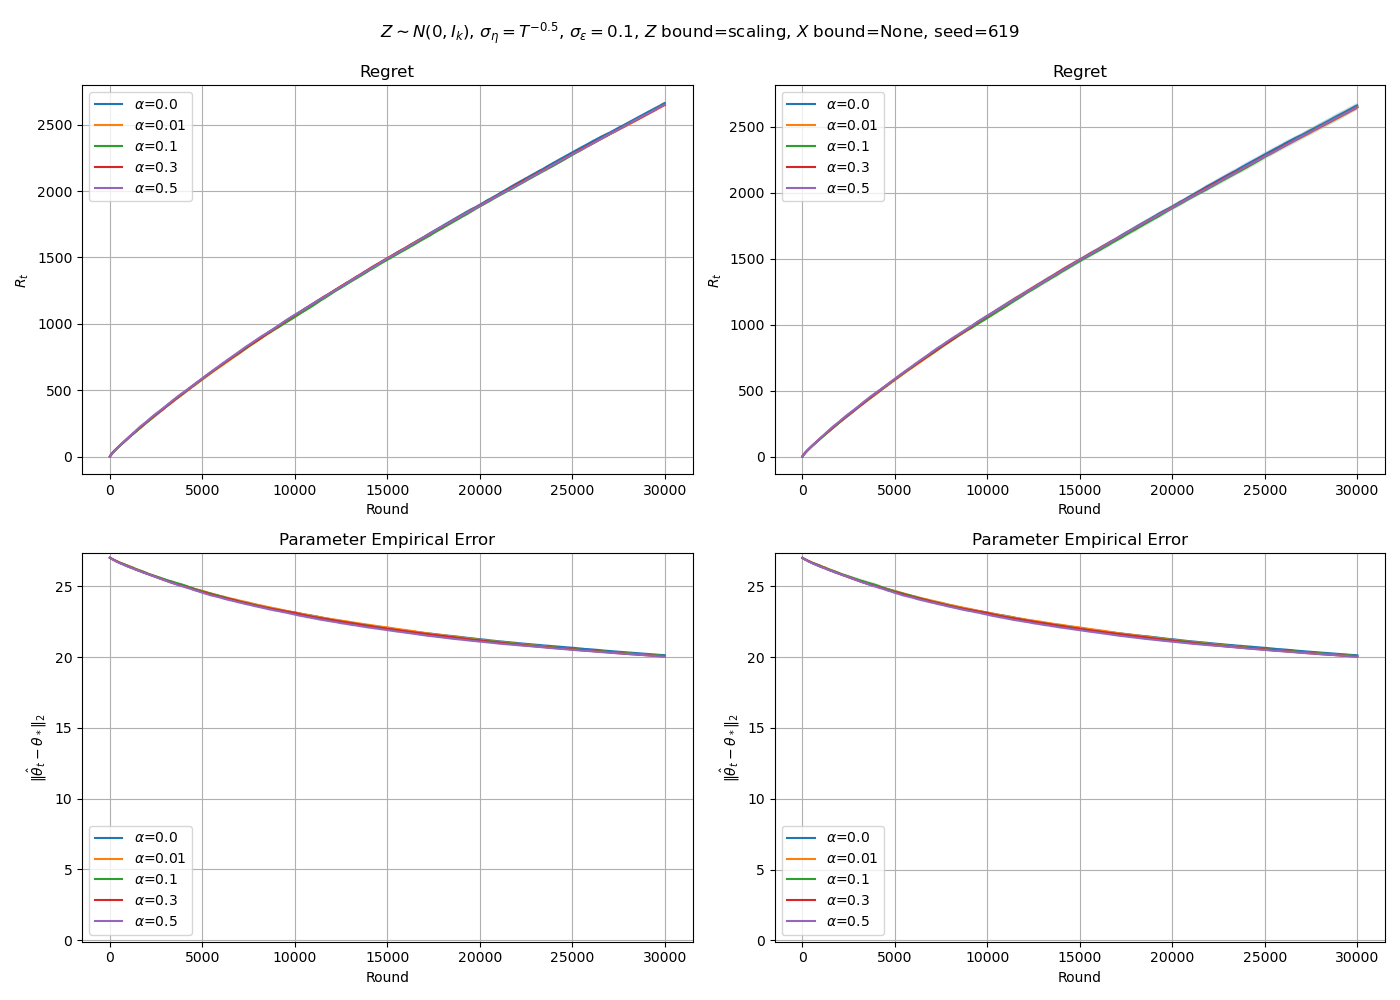 Z ∼ N(0, I_k), σ_η = T^{−0.5}, σ_ε = 0.1, Z bound=scaling, X bound=None, seed=619
Regret
R_t
2500
2000
1500
1000
500
0
α=0.0
α=0.01
α=0.1
α=0.3
α=0.5
0 5000 10000 15000 20000 25000 30000
Round
Regret
R_t
2500
2000
1500
1000
500
0
α=0.0
α=0.01
α=0.1
α=0.3
α=0.5
0 5000 10000 15000 20000 25000 30000
Round
Parameter Empirical Error
‖θ̂_t − θ_*‖_2
25
20
15
10
5
0
α=0.0
α=0.01
α=0.1
α=0.3
α=0.5
0 5000 10000 15000 20000 25000 30000
Round
Parameter Empirical Error
‖θ̂_t − θ_*‖_2
25
20
15
10
5
0
α=0.0
α=0.01
α=0.1
α=0.3
α=0.5
0 5000 10000 15000 20000 25000 30000
Round